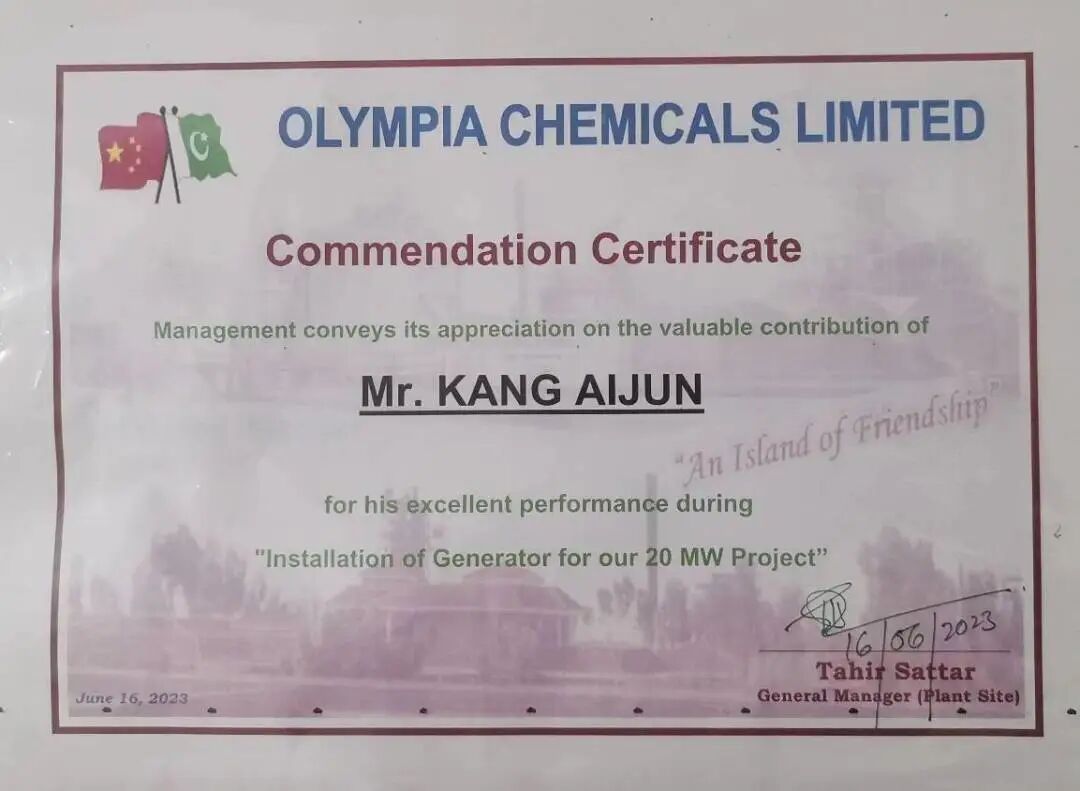 OLYMPIA CHEMICALS LIMITED
Commendation Certificate
Management conveys its appreciation on the valuable contribution of
Mr. KANG AIJUN
"An Island of Friendship"
for his excellent performance during
"Installation of Generator for our 20 MW Project”
16/06/2023
Tahir Sattar
General Manager (Plant Site)
June 16, 2023